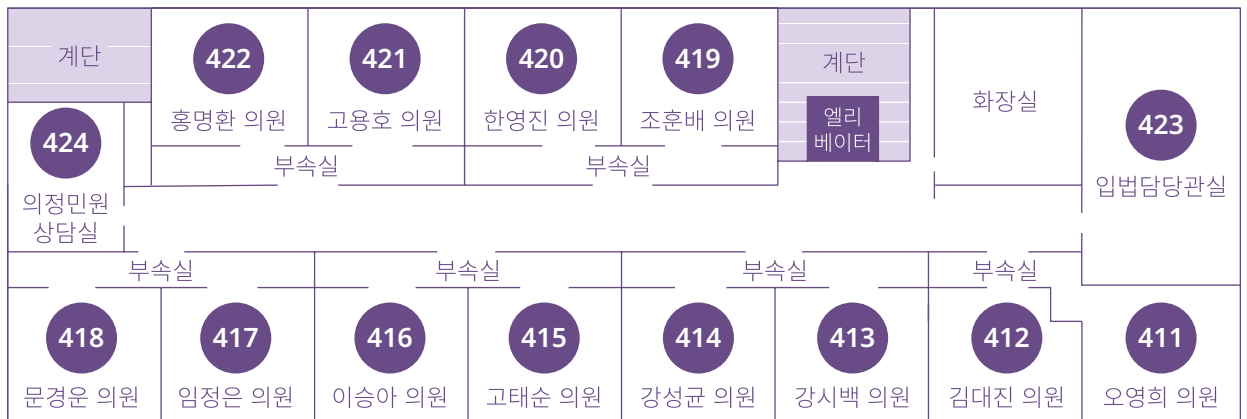 계단
422
홍명환 의원
421
고용호 의원
420
한영진 의원
419
조훈배 의원
계단
엘리
베이터
화장실
423
입법담당관실
424
의정민원
상담실
부속실
부속실
부속실
부속실
부속실
부속실
418
문경운 의원
417
임정은 의원
416
이승아 의원
415
고태순 의원
414
강성균 의원
413
강시백 의원
412
김대진 의원
411
오영희 의원